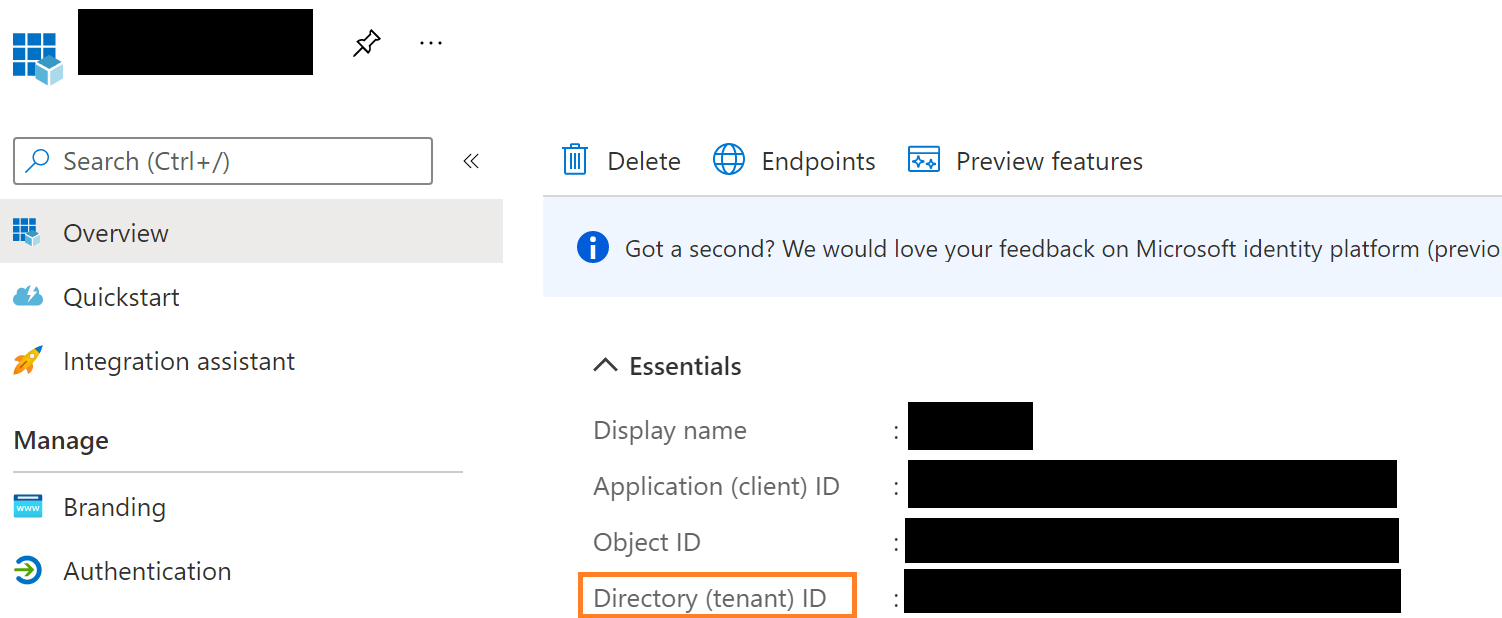 ...
Search (Ctrl+/)
«
Delete
Endpoints
Preview features
Overview
Got a second? We would love your feedback on Microsoft identity platform (previo
Quickstart
Integration assistant
Essentials
Manage
Display name :
Application (client) ID :
Branding
www
Object ID :
Authentication
Directory (tenant) ID :